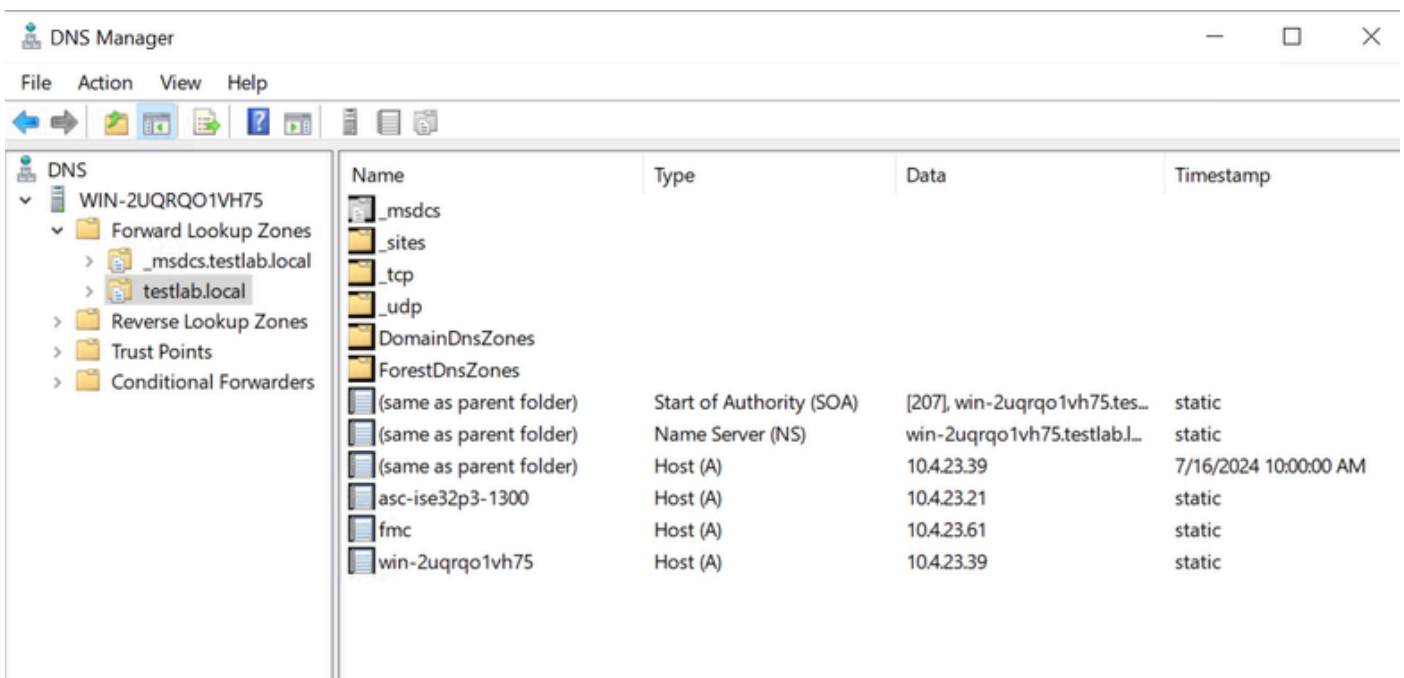 DNS Manager
File Action View Help
DNS
WIN-2UQRQO1VH75
Forward Lookup Zones
_msdcs.testlab.local
testlab.local
Reverse Lookup Zones
Trust Points
Conditional Forwarders
Name Type Data Timestamp
_msdcs
_sites
_tcp
_udp
DomainDnsZones
ForestDnsZones
(same as parent folder) Start of Authority (SOA) [207], win-2uqrqo1vh75.tes... static
(same as parent folder) Name Server (NS) win-2uqrqo1vh75.testlab.l... static
(same as parent folder) Host (A) 10.4.23.39 7/16/2024 10:00:00 AM
asc-ise32p3-1300 Host (A) 10.4.23.21 static
fmc Host (A) 10.4.23.61 static
win-2uqrqo1vh75 Host (A) 10.4.23.39 static